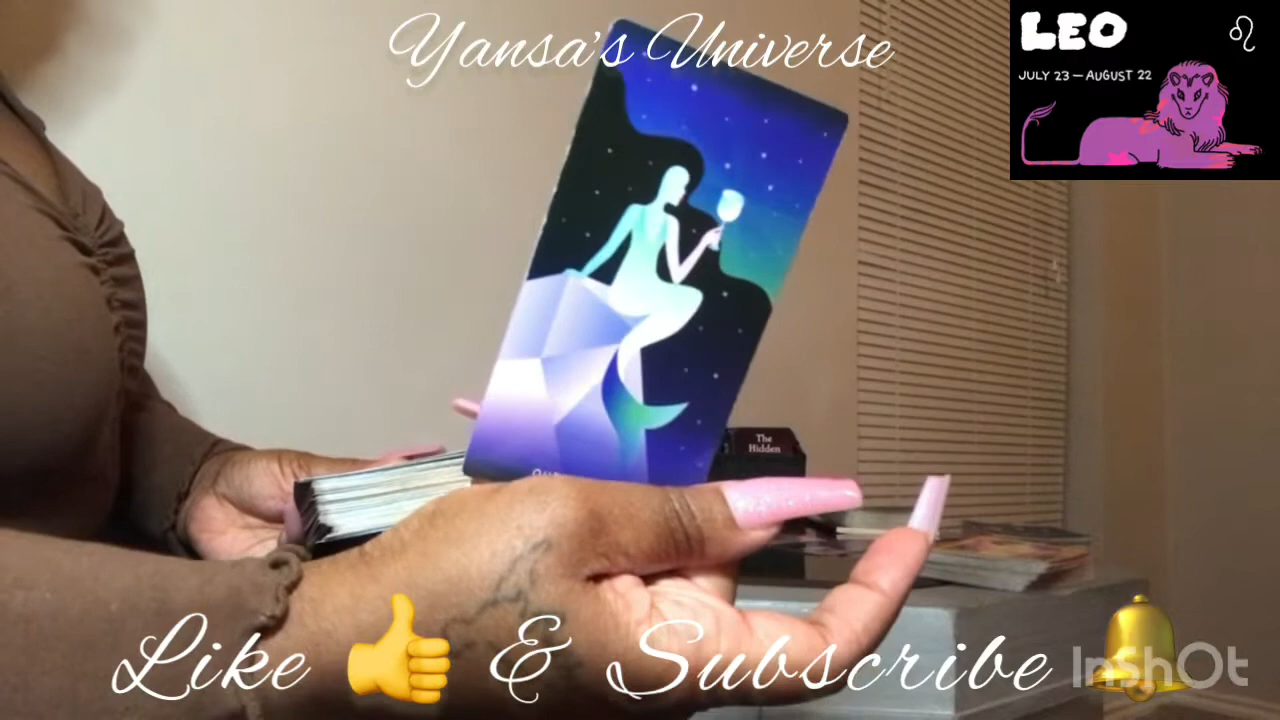 Yansa's Universe
LEO
JULY 23 — AUGUST 22
The
Hidden
Like 👍 & Subscribe 🔔
InShOt